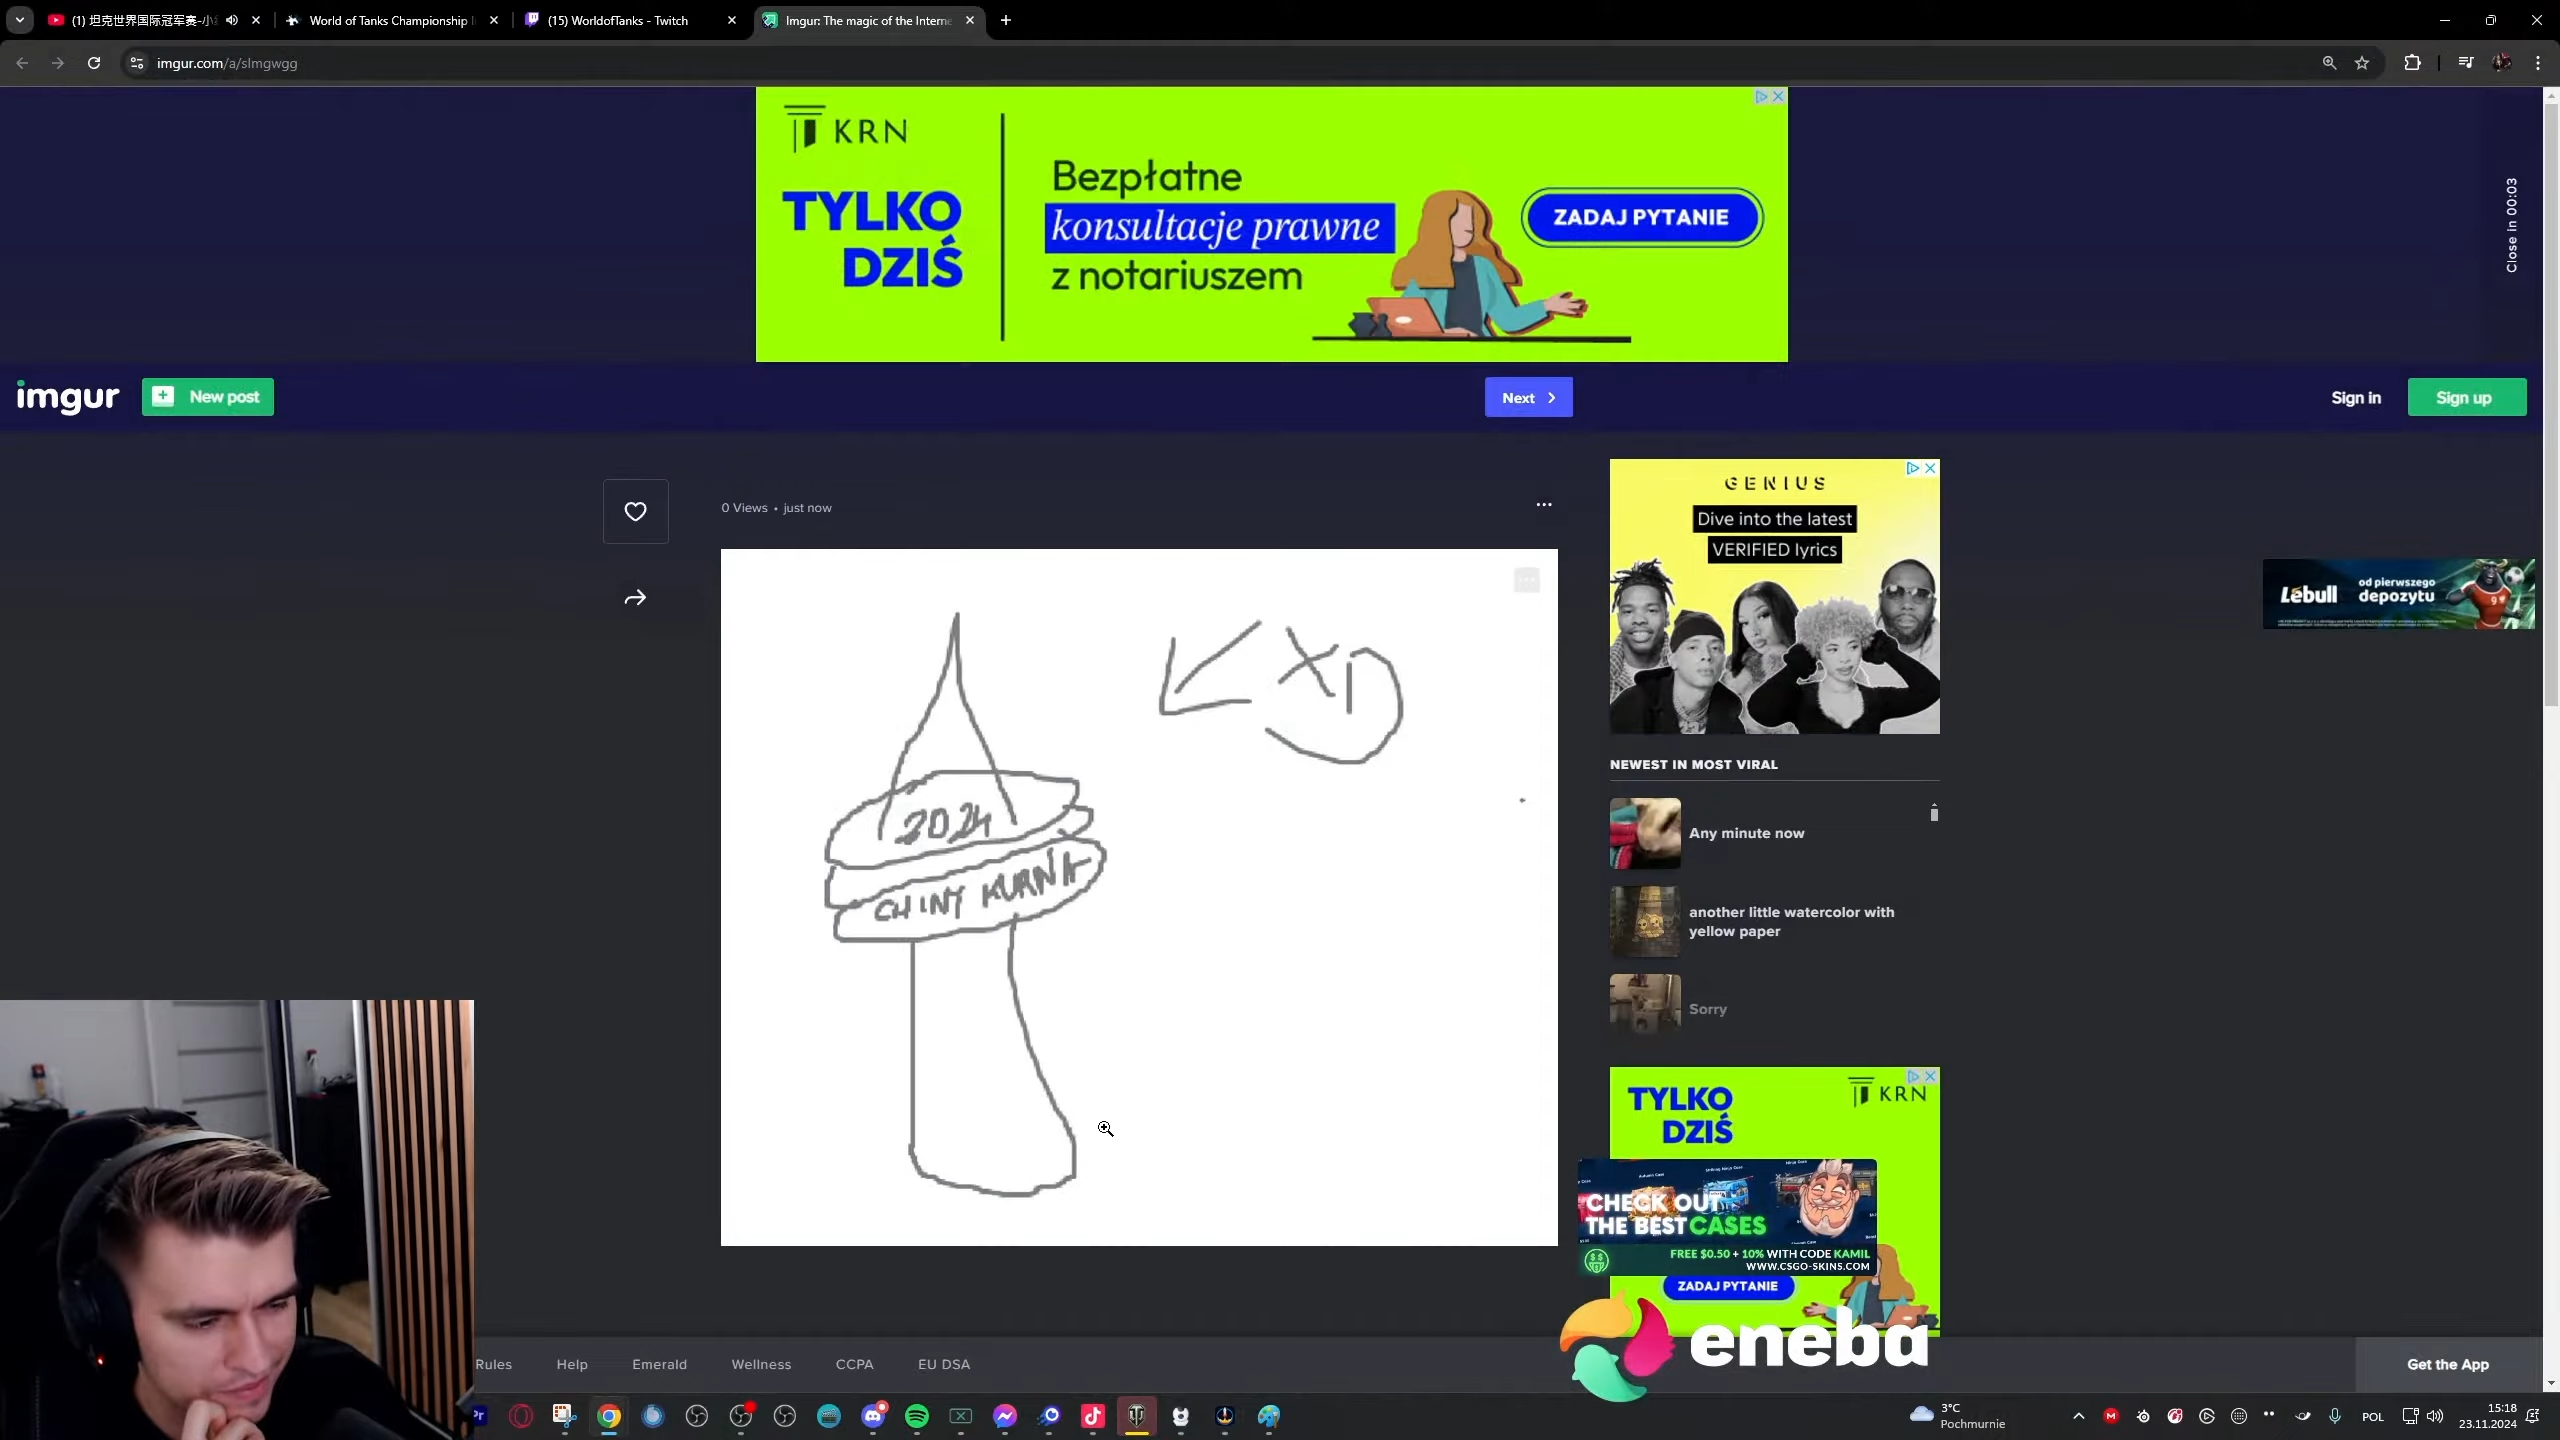 (1) 坦克世界国际冠军赛-小
World of Tanks Championship I
(15) WorldofTanks - Twitch
Imgur: The magic of the Interne
imgur.com/a/slmgwgg
KRN
TYLKO
DZIŚ
Bezpłatne
konsultacje prawne
z notariuszem
ZADAJ PYTANIE
Close in 00:03
imgur
New post
Next
Sign in
Sign up
0 Views • just now
XD
2024
CHINY KURNA
GENIUS
Dive into the latest
VERIFIED lyrics
Lebull
od pierwszego
depozytu
NEWEST IN MOST VIRAL
Any minute now
another little watercolor with
yellow paper
Sorry
TYLKO
DZIŚ
KRN
CHECK OUT
THE BEST CASES
FREE $0.50 + 10% WITH CODE KAMIL
WWW.CSGO-SKINS.COM
ZADAJ PYTANIE
eneba
Rules
Help
Emerald
Wellness
CCPA
EU DSA
Get the App
3°C
Pochmurnie
POL
15:18
23.11.2024